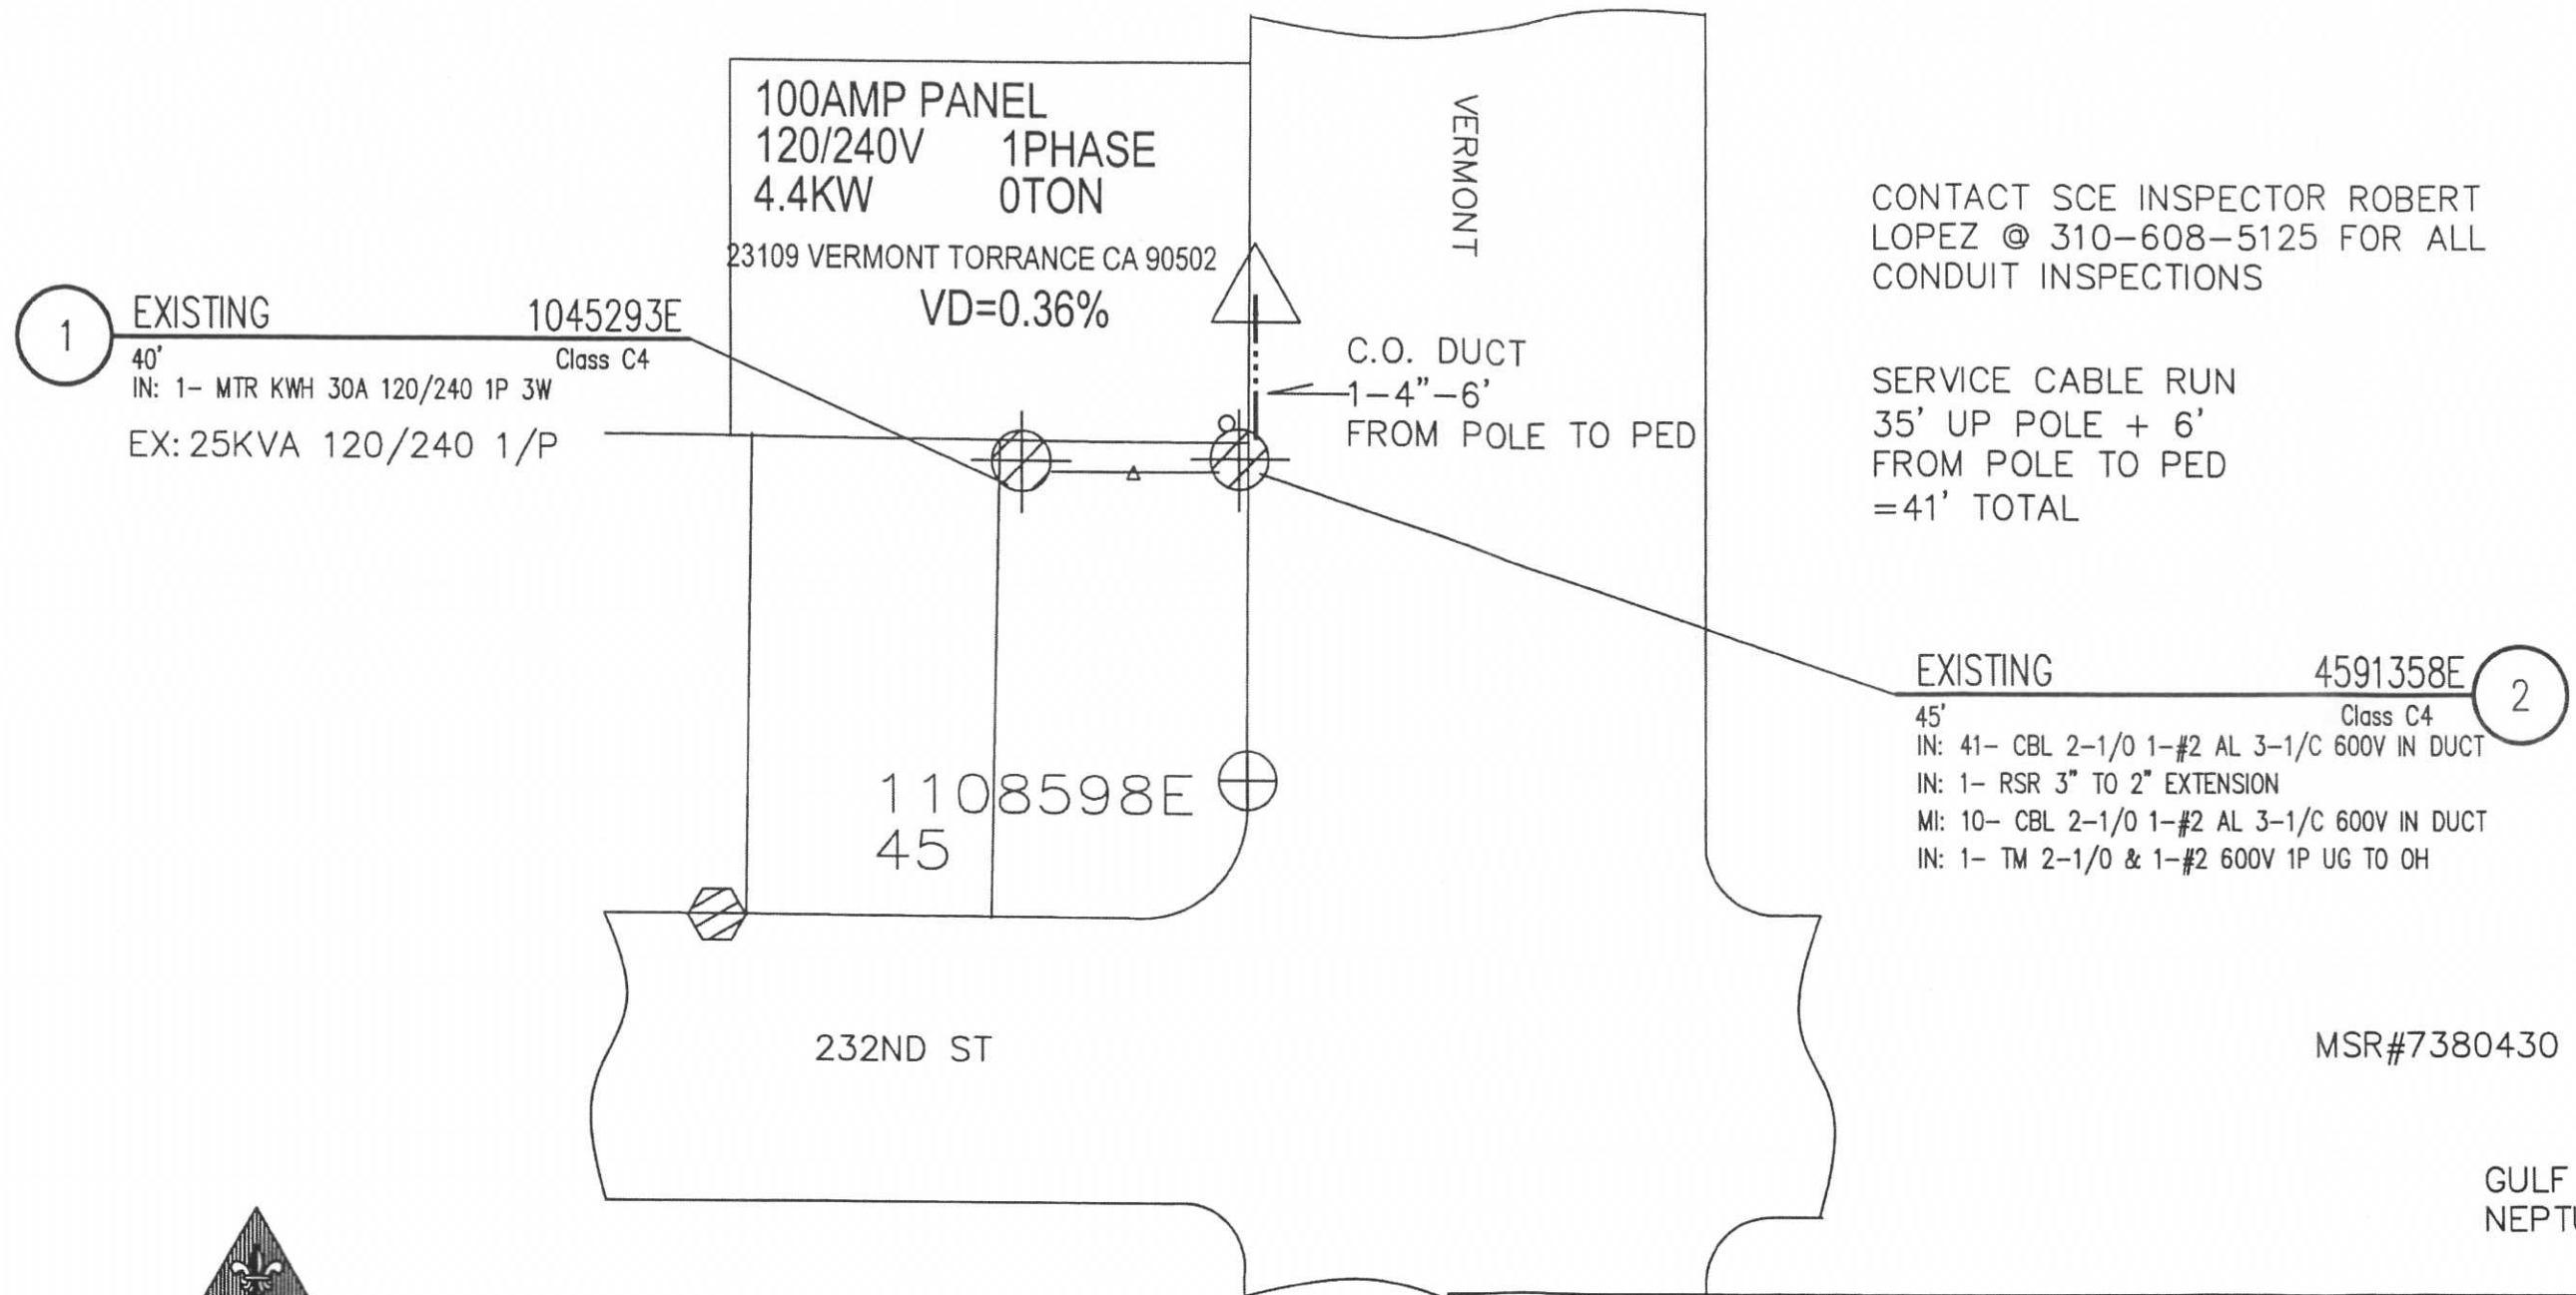 100AMP PANEL
120/240V 1PHASE
4.4KW 0TON
23109 VERMONT TORRANCE CA 90502
VD=0.36%
VERMONT
CONTACT SCE INSPECTOR ROBERT
LOPEZ @ 310-608-5125 FOR ALL
CONDUIT INSPECTIONS
1
EXISTING 1045293E
40' Class C4
IN: 1- MTR KWH 30A 120/240 1P 3W
EX: 25KVA 120/240 1/P
C.O. DUCT
1-4"-6'
FROM POLE TO PED
SERVICE CABLE RUN
35' UP POLE + 6'
FROM POLE TO PED
=41' TOTAL
EXISTING 4591358E
2
45' Class C4
IN: 41- CBL 2-1/0 1-#2 AL 3-1/C 600V IN DUCT
IN: 1- RSR 3" TO 2" EXTENSION
MI: 10- CBL 2-1/0 1-#2 AL 3-1/C 600V IN DUCT
IN: 1- TM 2-1/0 & 1-#2 600V 1P UG TO OH
1108598E
45
232ND ST
MSR#7380430
GULF
NEPTU